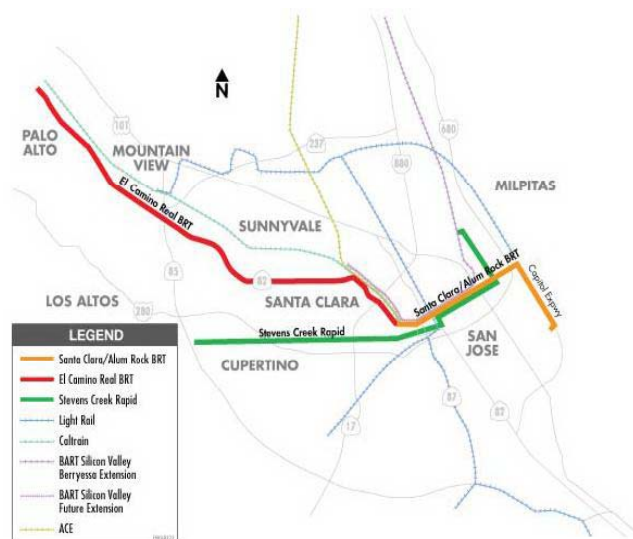 N
PALO
ALTO
101
MOUNTAIN
VIEW
237
680
880
MILPITAS
El Camino Real BRT
SUNNYVALE
85
82
LOS ALTOS
280
SANTA CLARA
Santa Clara/Alum Rock BRT
Capitol Expwy
Stevens Creek Rapid
SAN
JOSE
CUPERTINO
17
87
82
LEGEND
Santa Clara/Alum Rock BRT
El Camino Real BRT
Stevens Creek Rapid
Light Rail
Caltrain
BART Silicon Valley
Berryessa Extension
BART Silicon Valley
Future Extension
ACE